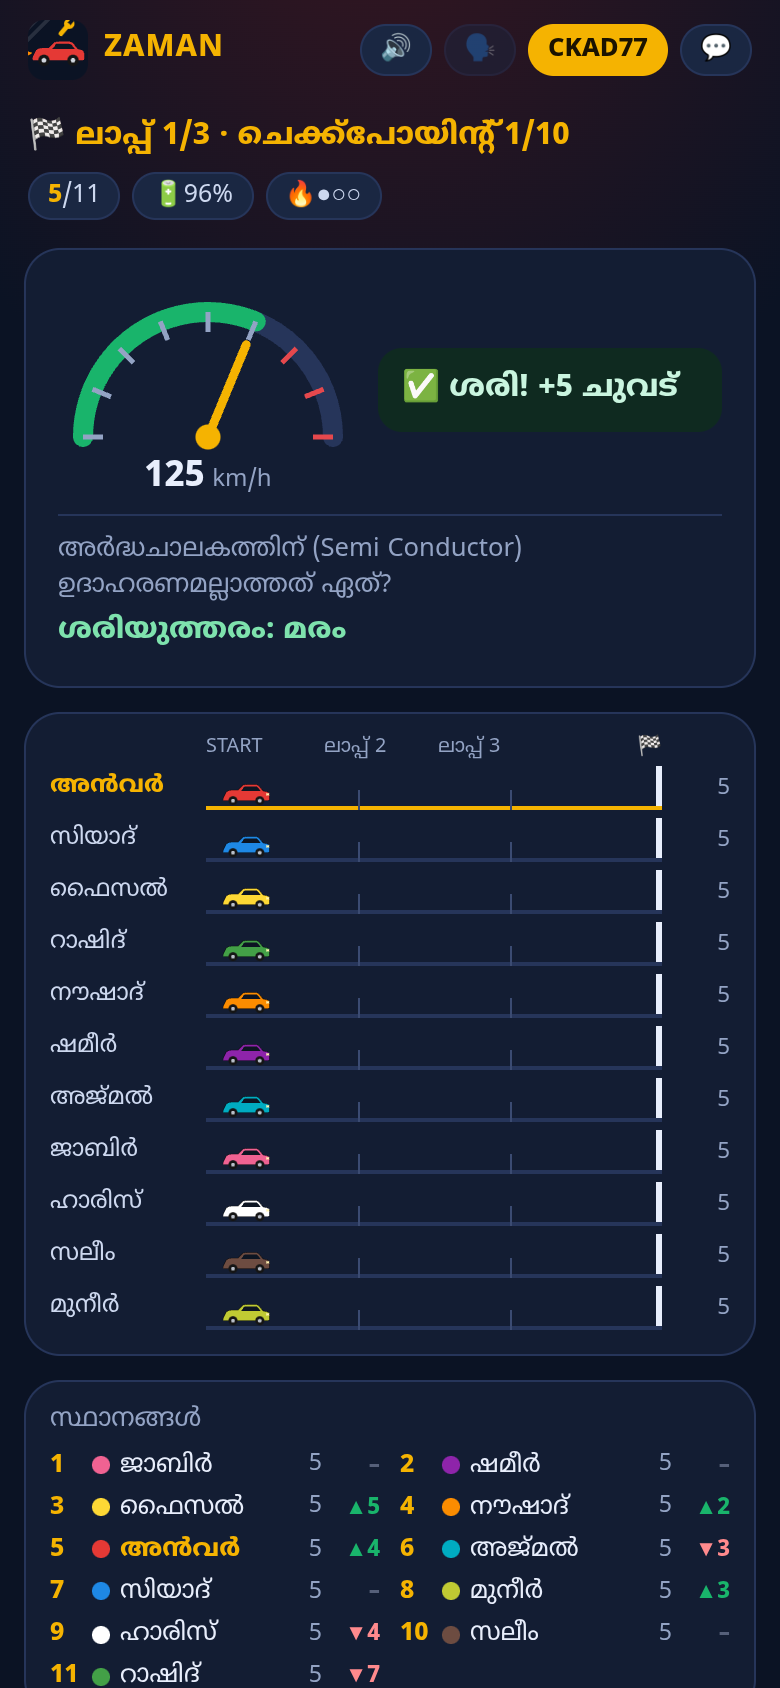 ZAMAN
CKAD77
ലാപ്പ് 1/3 · ചെക്ക്പോയിന്റ് 1/10
5/11
96%
125 km/h
ശരി! +5 ചുവട്
അർദ്ധചാലകത്തിന് (Semi Conductor)
ഉദാഹരണമല്ലാത്തത് ഏത്?
ശരിയുത്തരം: മരം
START ലാപ്പ് 2 ലാപ്പ് 3
അൻവർ 5
സിയാദ് 5
ഫൈസൽ 5
റാഷിദ് 5
നൗഷാദ് 5
ഷമീർ 5
അജ്മൽ 5
ജാബിർ 5
ഹാരിസ് 5
സലീം 5
മുനീർ 5
സ്ഥാനങ്ങൾ
1 ജാബിർ 5 – 2 ഷമീർ 5 –
3 ഫൈസൽ 5 ▲5 4 നൗഷാദ് 5 ▲2
5 അൻവർ 5 ▲4 6 അജ്മൽ 5 ▼3
7 സിയാദ് 5 – 8 മുനീർ 5 ▲3
9 ഹാരിസ് 5 ▼4 10 സലീം 5 –
11 റാഷിദ് 5 ▼7